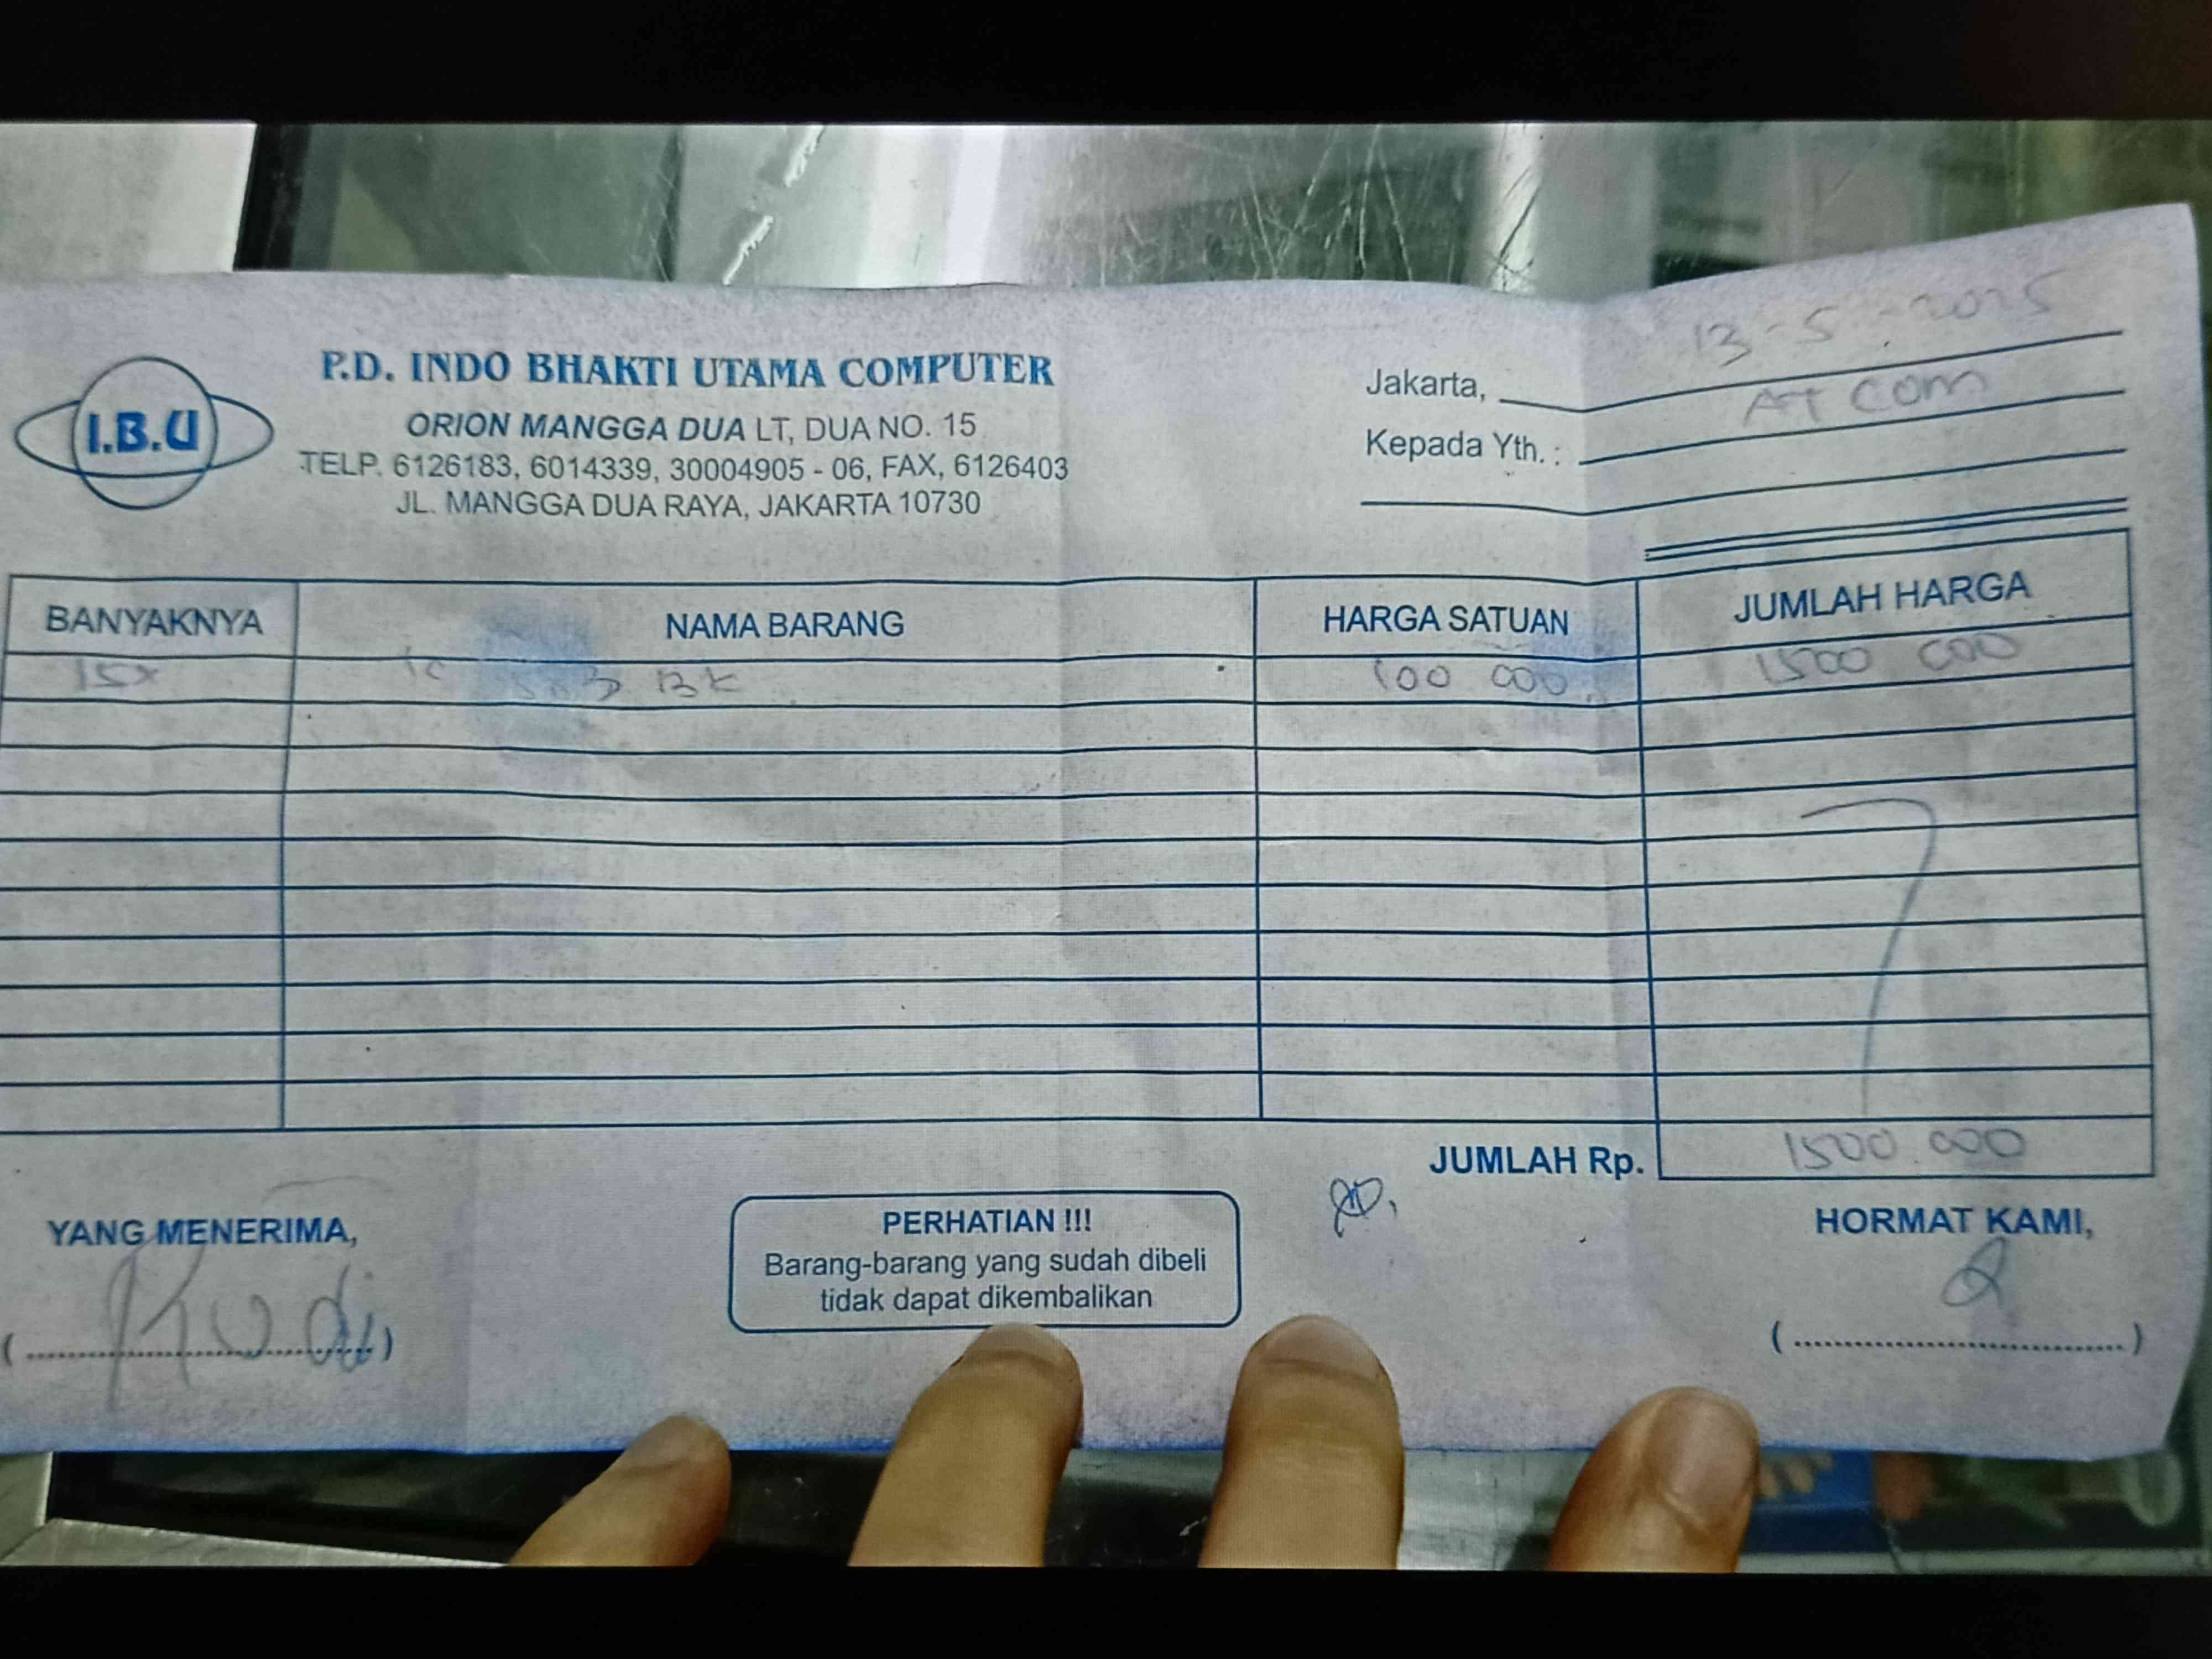 I.B.U
P.D. INDO BHAKTI UTAMA COMPUTER
ORION MANGGA DUA LT, DUA NO. 15
TELP. 6126183, 6014339, 30004905 - 06, FAX, 6126403
JL. MANGGA DUA RAYA, JAKARTA 10730
Jakarta, 13-5-2025
Kepada Yth. : AT COM
BANYAKNYA NAMA BARANG HARGA SATUAN JUMLAH HARGA
15x IC BK 100 000 1500 000
JUMLAH Rp. 1500.000
YANG MENERIMA,
Rudi
PERHATIAN !!!
Barang-barang yang sudah dibeli
tidak dapat dikembalikan
HORMAT KAMI,